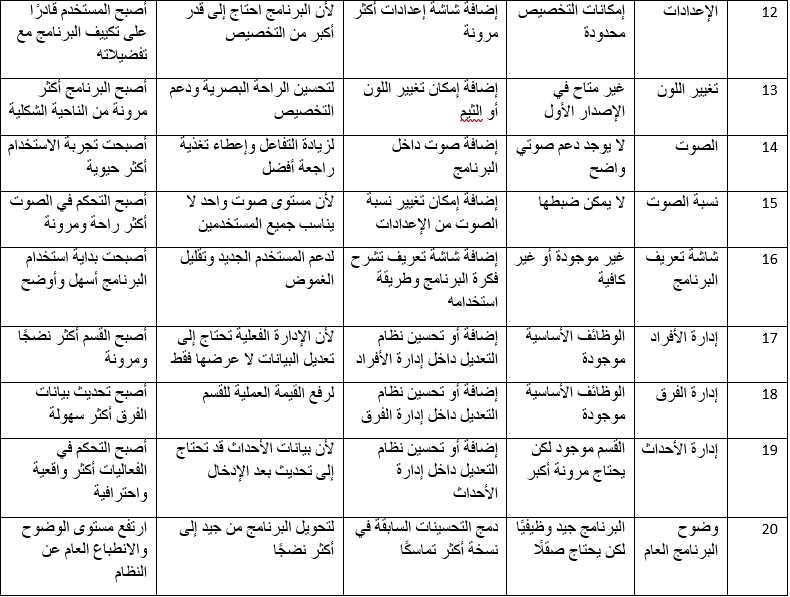 12
الإعدادات
إمكانات التخصيص
محدودة
إضافة شاشة إعدادات أكثر
مرونة
لأن البرنامج احتاج إلى قدر
أكبر من التخصيص
أصبح المستخدم قادرًا
على تكييف البرنامج مع
تفضيلاته
13
تغيير اللون
غير متاح في
الإصدار الأول
إضافة إمكان تغيير اللون
أو الثيم
لتحسين الراحة البصرية ودعم
التخصيص
أصبح البرنامج أكثر
مرونة من الناحية الشكلية
14
الصوت
لا يوجد دعم صوتي
واضح
إضافة صوت داخل
البرنامج
لزيادة التفاعل وإعطاء تغذية
راجعة أفضل
أصبحت تجربة الاستخدام
أكثر حيوية
15
نسبة الصوت
لا يمكن ضبطها
إضافة إمكان تغيير نسبة
الصوت من الإعدادات
لأن مستوى صوت واحد لا
يناسب جميع المستخدمين
أصبح التحكم في الصوت
أكثر راحة ومرونة
16
شاشة تعريف
البرنامج
غير موجودة أو غير
كافية
إضافة شاشة تعريف تشرح
فكرة البرنامج وطريقة
استخدامه
لدعم المستخدم الجديد وتقليل
الغموض
أصبحت بداية استخدام
البرنامج أسهل وأوضح
17
إدارة الأفراد
الوظائف الأساسية
موجودة
إضافة أو تحسين نظام
التعديل داخل إدارة الأفراد
لأن الإدارة الفعلية تحتاج إلى
تعديل البيانات لا عرضها فقط
أصبح القسم أكثر نضجًا
ومرونة
18
إدارة الفرق
الوظائف الأساسية
موجودة
إضافة أو تحسين نظام
التعديل داخل إدارة الفرق
لرفع القيمة العملية للقسم
أصبح تحديث بيانات
الفرق أكثر سهولة
19
إدارة الأحداث
القسم موجود لكن
يحتاج مرونة أكبر
إضافة أو تحسين نظام
التعديل داخل إدارة
الأحداث
لأن بيانات الأحداث قد تحتاج
إلى تحديث بعد الإدخال
أصبح التحكم في
الفعاليات أكثر واقعية
واحترافية
20
وضوح
البرنامج العام
البرنامج جيد وظيفيًا
لكن يحتاج صقلًا
دمج التحسينات السابقة في
نسخة أكثر تماسكًا
لتحويل البرنامج من جيد إلى
أكثر نضجًا
ارتفع مستوى الوضوح
والانطباع العام عن
النظام